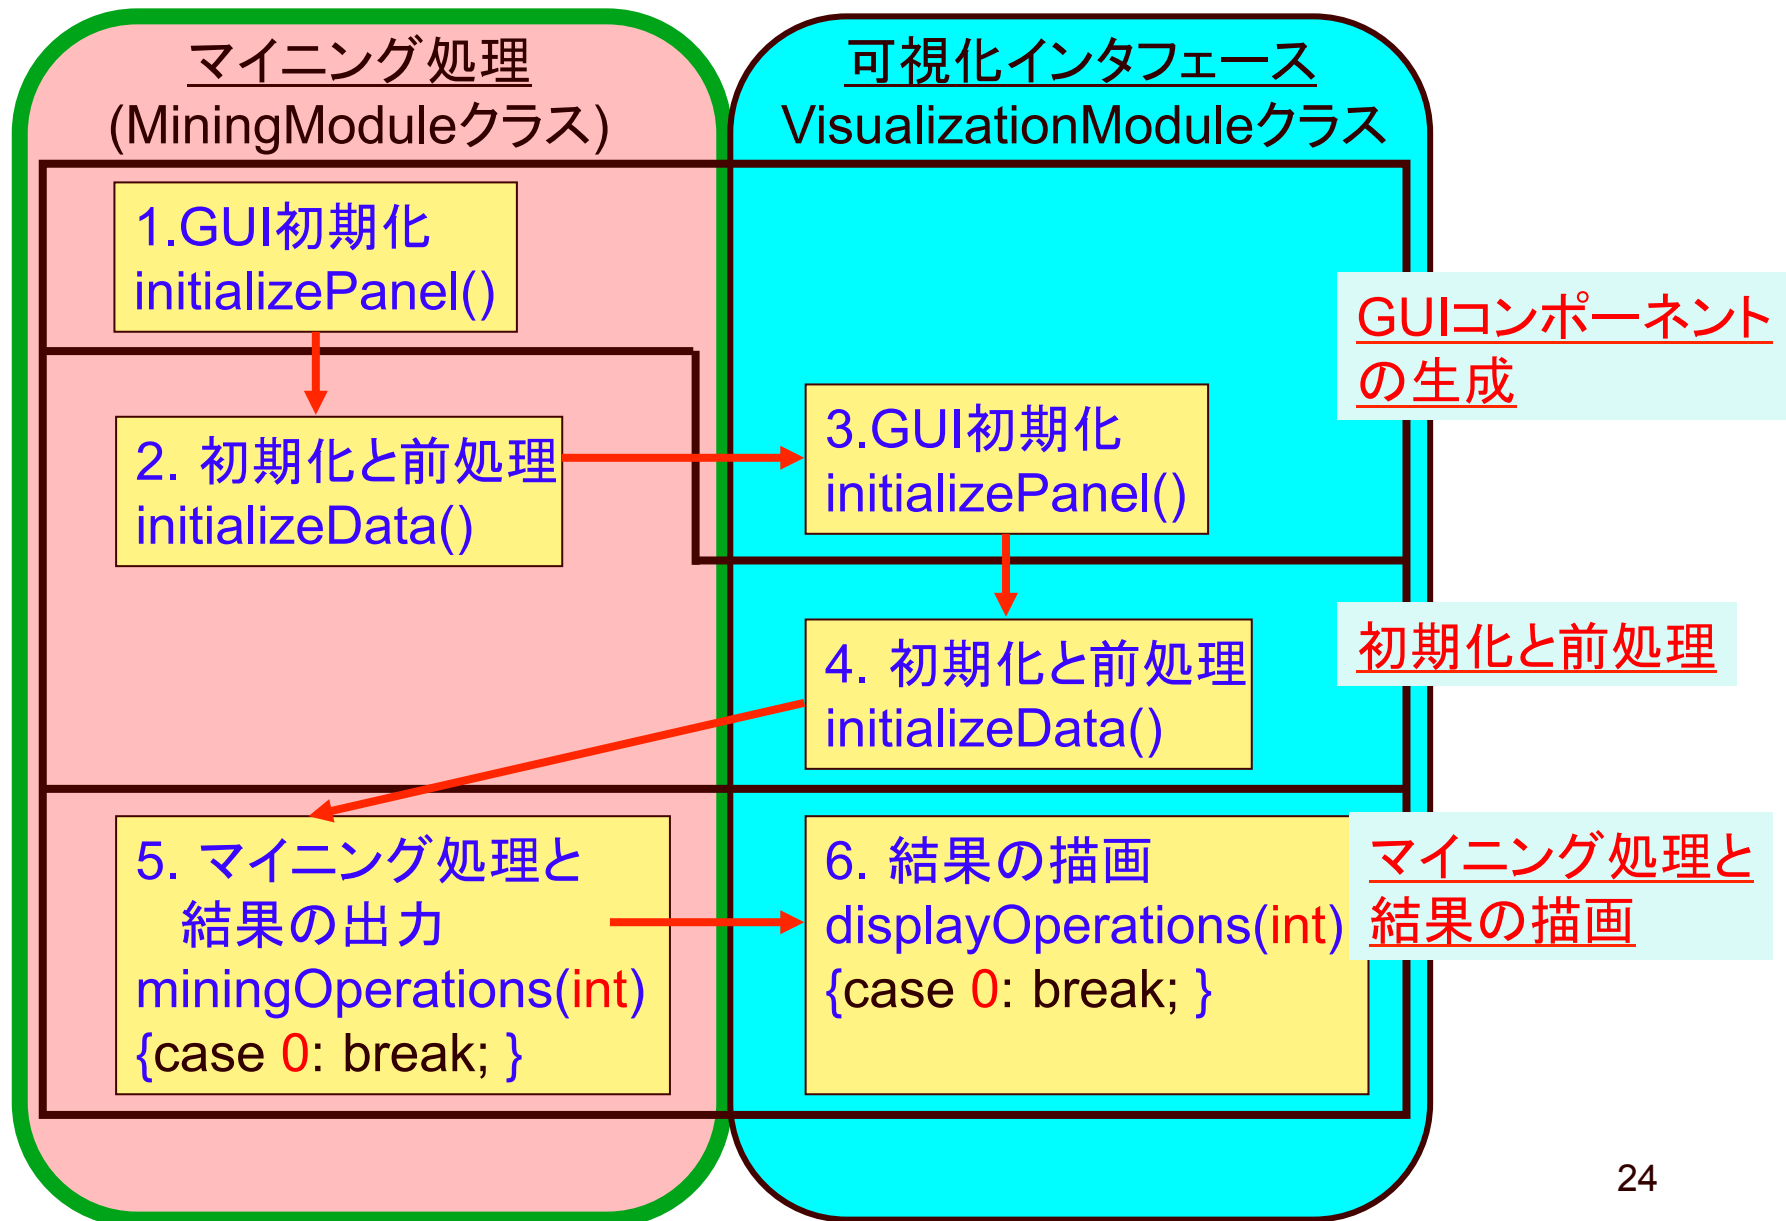 マイニング処理
(MiningModuleクラス)
可視化インタフェース
VisualizationModuleクラス
1.GUI初期化
initializePanel()
2. 初期化と前処理
initializeData()
3.GUI初期化
initializePanel()
4. 初期化と前処理
initializeData()
5. マイニング処理と
結果の出力
miningOperations(int)
{case 0: break; }
6. 結果の描画
displayOperations(int)
{case 0: break; }
GUIコンポーネント
の生成
初期化と前処理
マイニング処理と
結果の描画
24